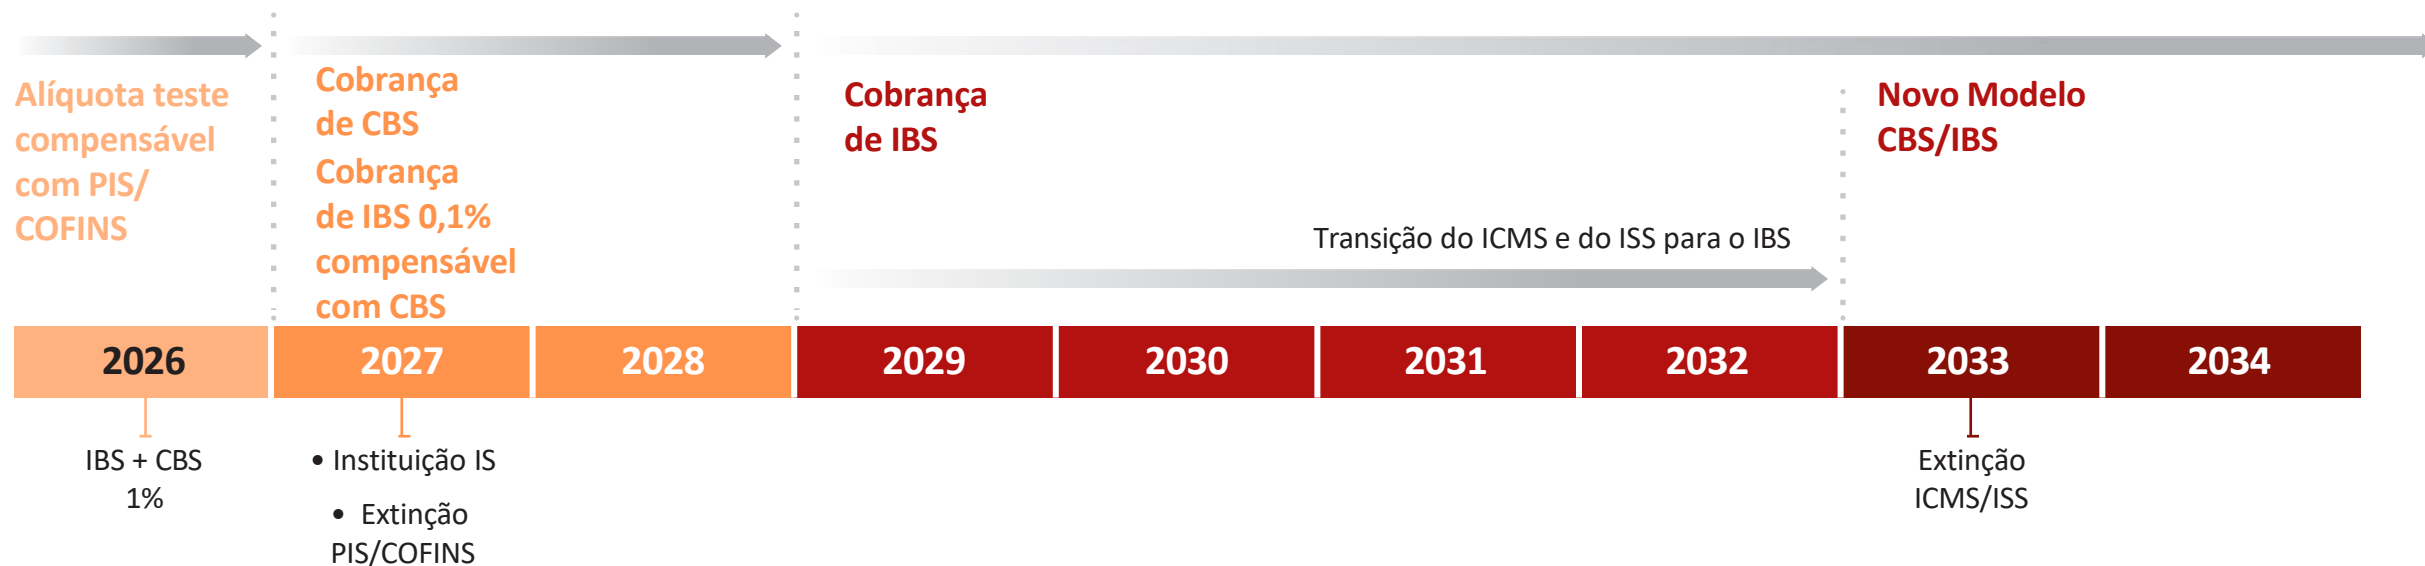 Alíquota teste
compensável
com PIS/
COFINS
Cobrança
de CBS
Cobrança
de IBS 0,1%
compensável
com CBS
Cobrança
de IBS
Transição do ICMS e do ISS para o IBS
Novo Modelo
CBS/IBS
2026
2027
2028
2029
2030
2031
2032
2033
2034
IBS + CBS
1%
• Instituição IS
• Extinção
PIS/COFINS
Extinção
ICMS/ISS